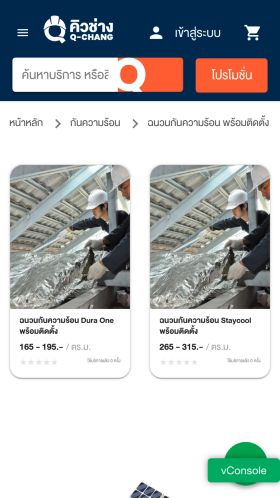 คิวช่าง
Q-CHANG
เข้าสู่ระบบ
ค้นหาบริการ หรือสิ
โปรโมชั่น
หน้าหลัก
กันความร้อน
ฉนวนกันความร้อน พร้อมติดตั้ง
ฉนวนกันความร้อน Dura One
พร้อมติดตั้ง
165 - 195.- / ตร.ม.
ใช้บริการแล้ว 0 ครั้ง
ฉนวนกันความร้อน Staycool
พร้อมติดตั้ง
265 - 315.- / ตร.ม.
ใช้บริการแล้ว 0 ครั้ง
vConsole